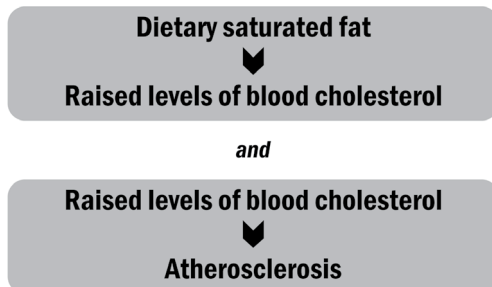 Dietary saturated fat
Raised levels of blood cholesterol
and
Raised levels of blood cholesterol
Atherosclerosis